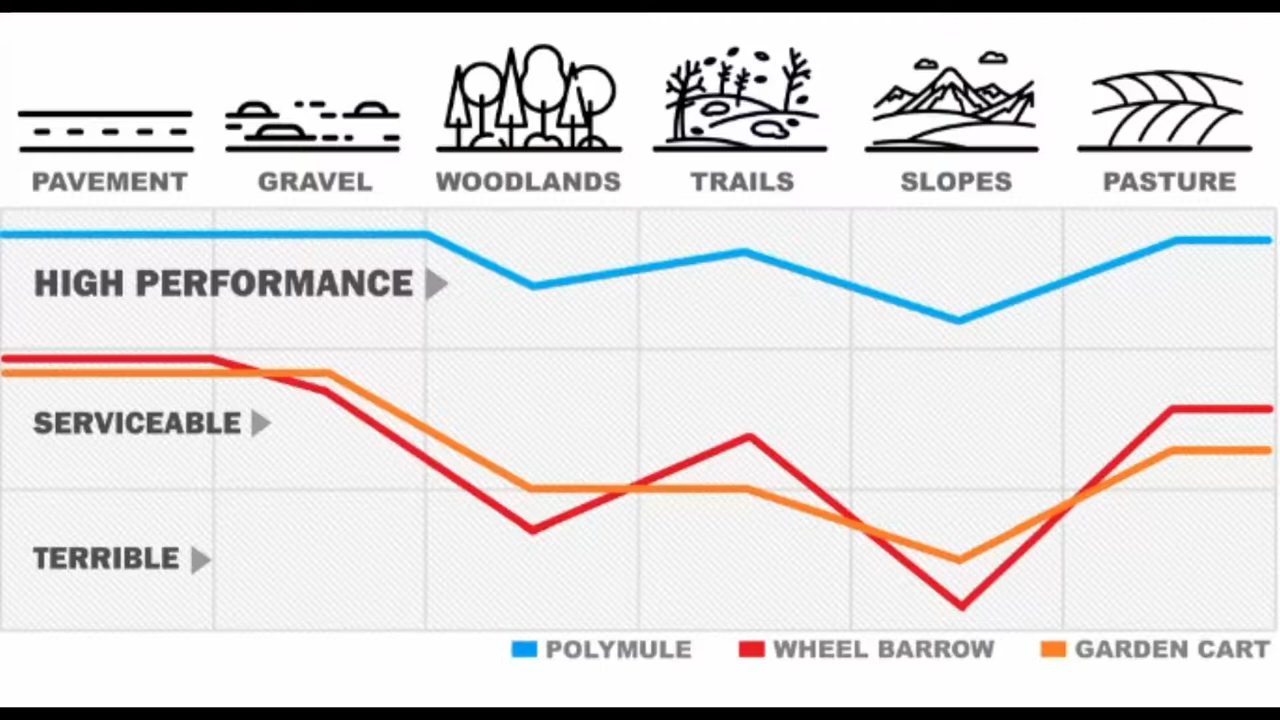 PAVEMENT GRAVEL WOODLANDS TRAILS SLOPES PASTURE
HIGH PERFORMANCE
SERVICEABLE
TERRIBLE
POLYMULE WHEEL BARROW GARDEN CART